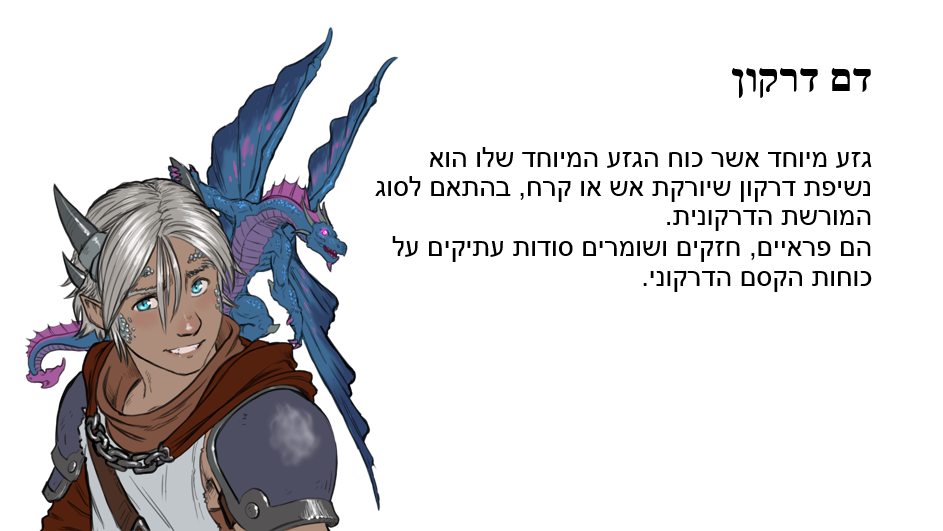 דם דרקון
גזע מיוחד אשר כוח הגזע המיוחד שלו הוא
נשיפת דרקון שיורקת אש או קרח, בהתאם לסוג
המורשת הדרקונית.
הם פראיים, חזקים ושומרים סודות עתיקים על
כוחות הקסם הדרקוני.